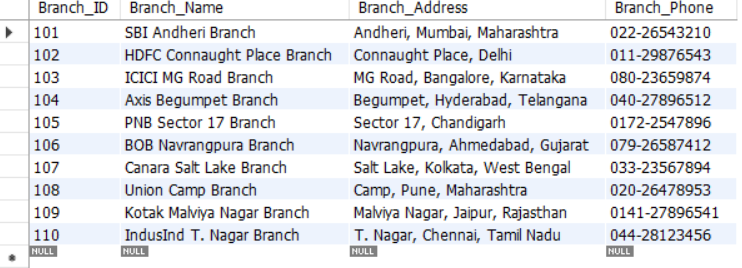 Branch_ID Branch_Name Branch_Address Branch_Phone
101 SBI Andheri Branch Andheri, Mumbai, Maharashtra 022-26543210
102 HDFC Connaught Place Branch Connaught Place, Delhi 011-29876543
103 ICICI MG Road Branch MG Road, Bangalore, Karnataka 080-23659874
104 Axis Begumpet Branch Begumpet, Hyderabad, Telangana 040-27896512
105 PNB Sector 17 Branch Sector 17, Chandigarh 0172-2547896
106 BOB Navrangpura Branch Navrangpura, Ahmedabad, Gujarat 079-26587412
107 Canara Salt Lake Branch Salt Lake, Kolkata, West Bengal 033-23567894
108 Union Camp Branch Camp, Pune, Maharashtra 020-26478953
109 Kotak Malviya Nagar Branch Malviya Nagar, Jaipur, Rajasthan 0141-27896541
110 IndusInd T. Nagar Branch T. Nagar, Chennai, Tamil Nadu 044-28123456
NULL NULL NULL NULL